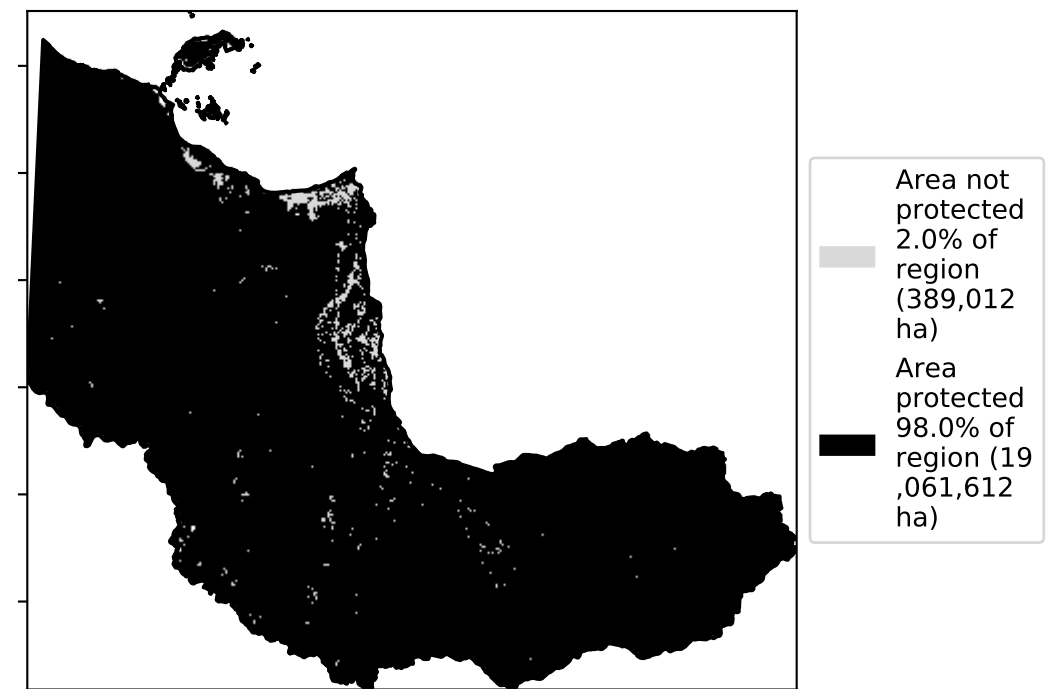 Area not
protected
2.0% of
region
(389,012
ha)
Area
protected
98.0% of
region (19
,061,612
ha)